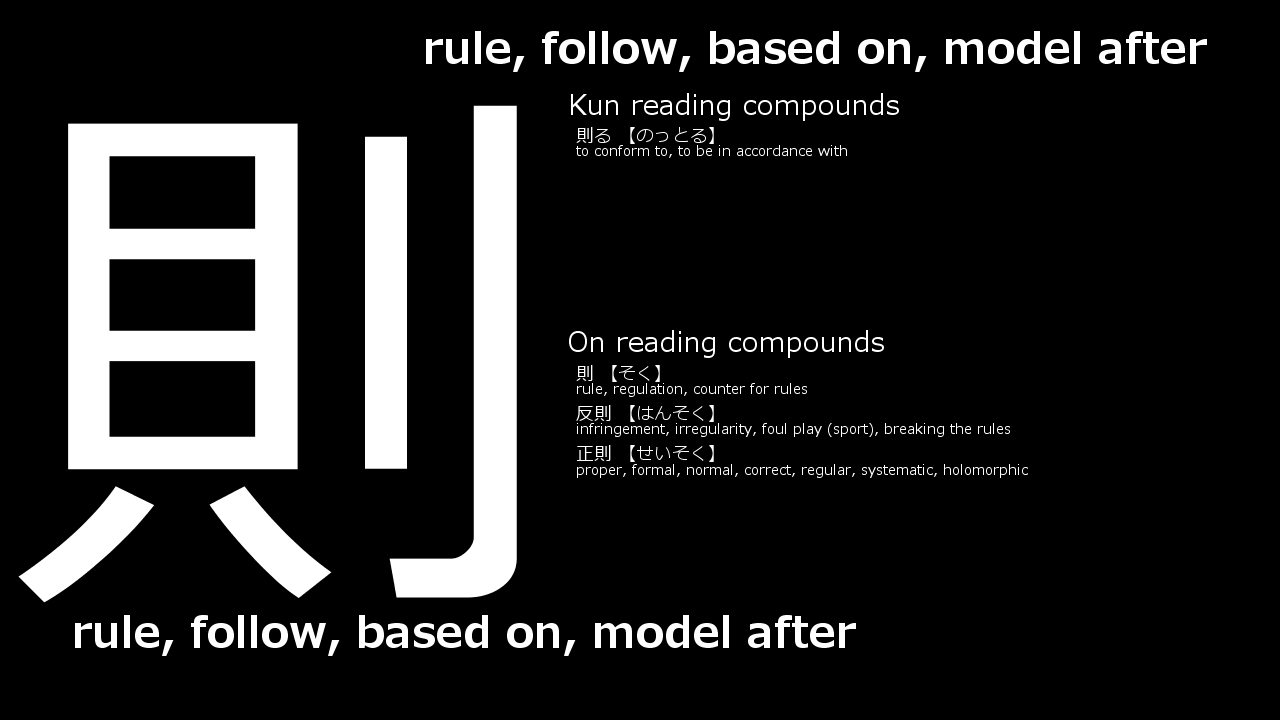 rule, follow, based on, model after
則
Kun reading compounds
則る 【のっとる】
to conform to, to be in accordance with
On reading compounds
則 【そく】
rule, regulation, counter for rules
反則 【はんそく】
infringement, irregularity, foul play (sport), breaking the rules
正則 【せいそく】
proper, formal, normal, correct, regular, systematic, holomorphic
rule, follow, based on, model after